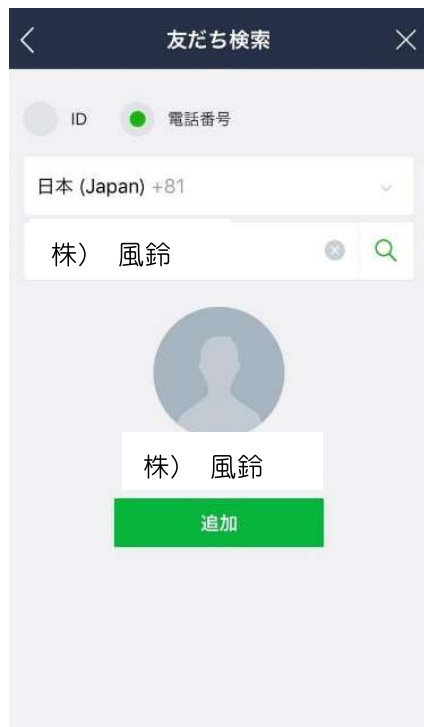 友だち検索
ID 電話番号
日本 (Japan) +81
株） 風鈴
株） 風鈴
追加